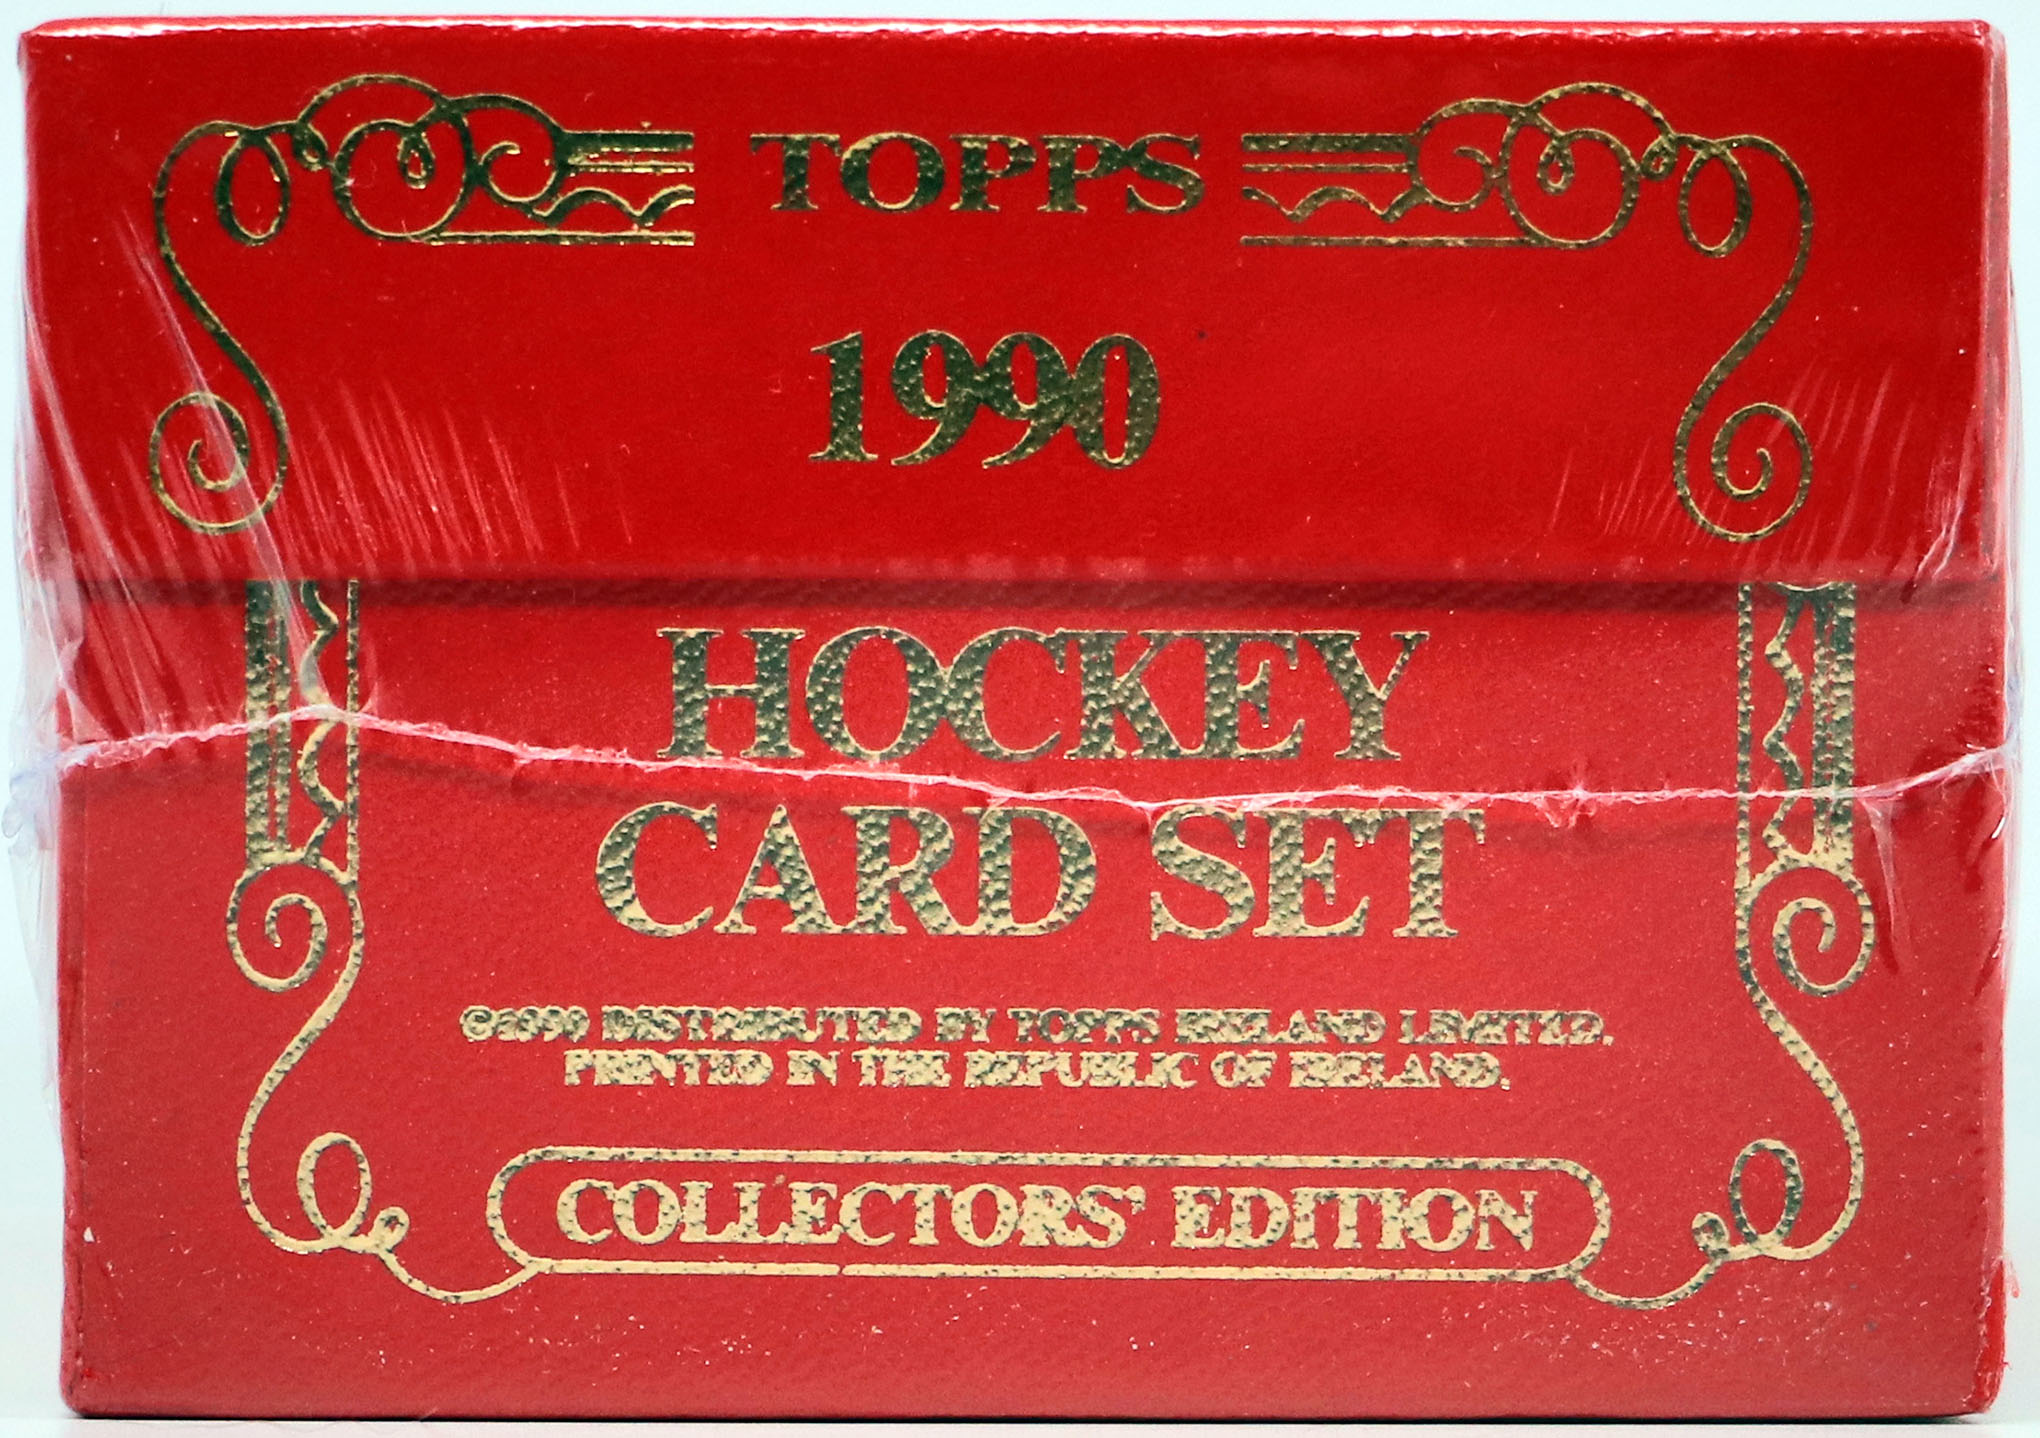 TOPPS
1990
HOCKEY
CARD SET
©1990 DISTRIBUTED BY TOPPS IRELAND LIMITED.
PRINTED IN THE REPUBLIC OF IRELAND.
COLLECTORS' EDITION